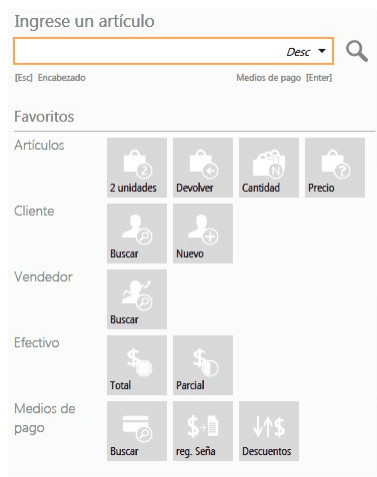 Ingrese un artículo
Desc
[Esc] Encabezado
Medios de pago [Enter]
Favoritos
Artículos
2
N
?
2 unidades
Devolver
Cantidad
Precio
Cliente
Buscar
Nuevo
Vendedor
Buscar
Efectivo
$
$
Total
Parcial
Medios de
pago
$
$
Buscar
reg. Seña
Descuentos